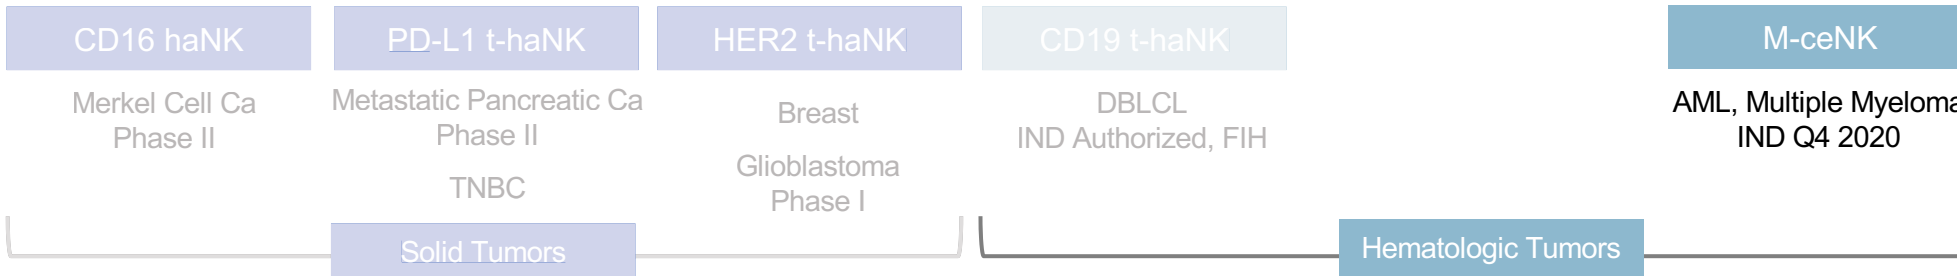 CD16 haNK
Merkel Cell Ca
Phase II
PD-L1 t-haNK
Metastatic Pancreatic Ca
Phase II
TNBC
HER2 t-haNK
Breast
Glioblastoma
Phase I
CD19 t-haNK
DBLCL
IND Authorized, FIH
M-ceNK
AML, Multiple Myeloma
IND Q4 2020
Solid Tumors
Hematologic Tumors